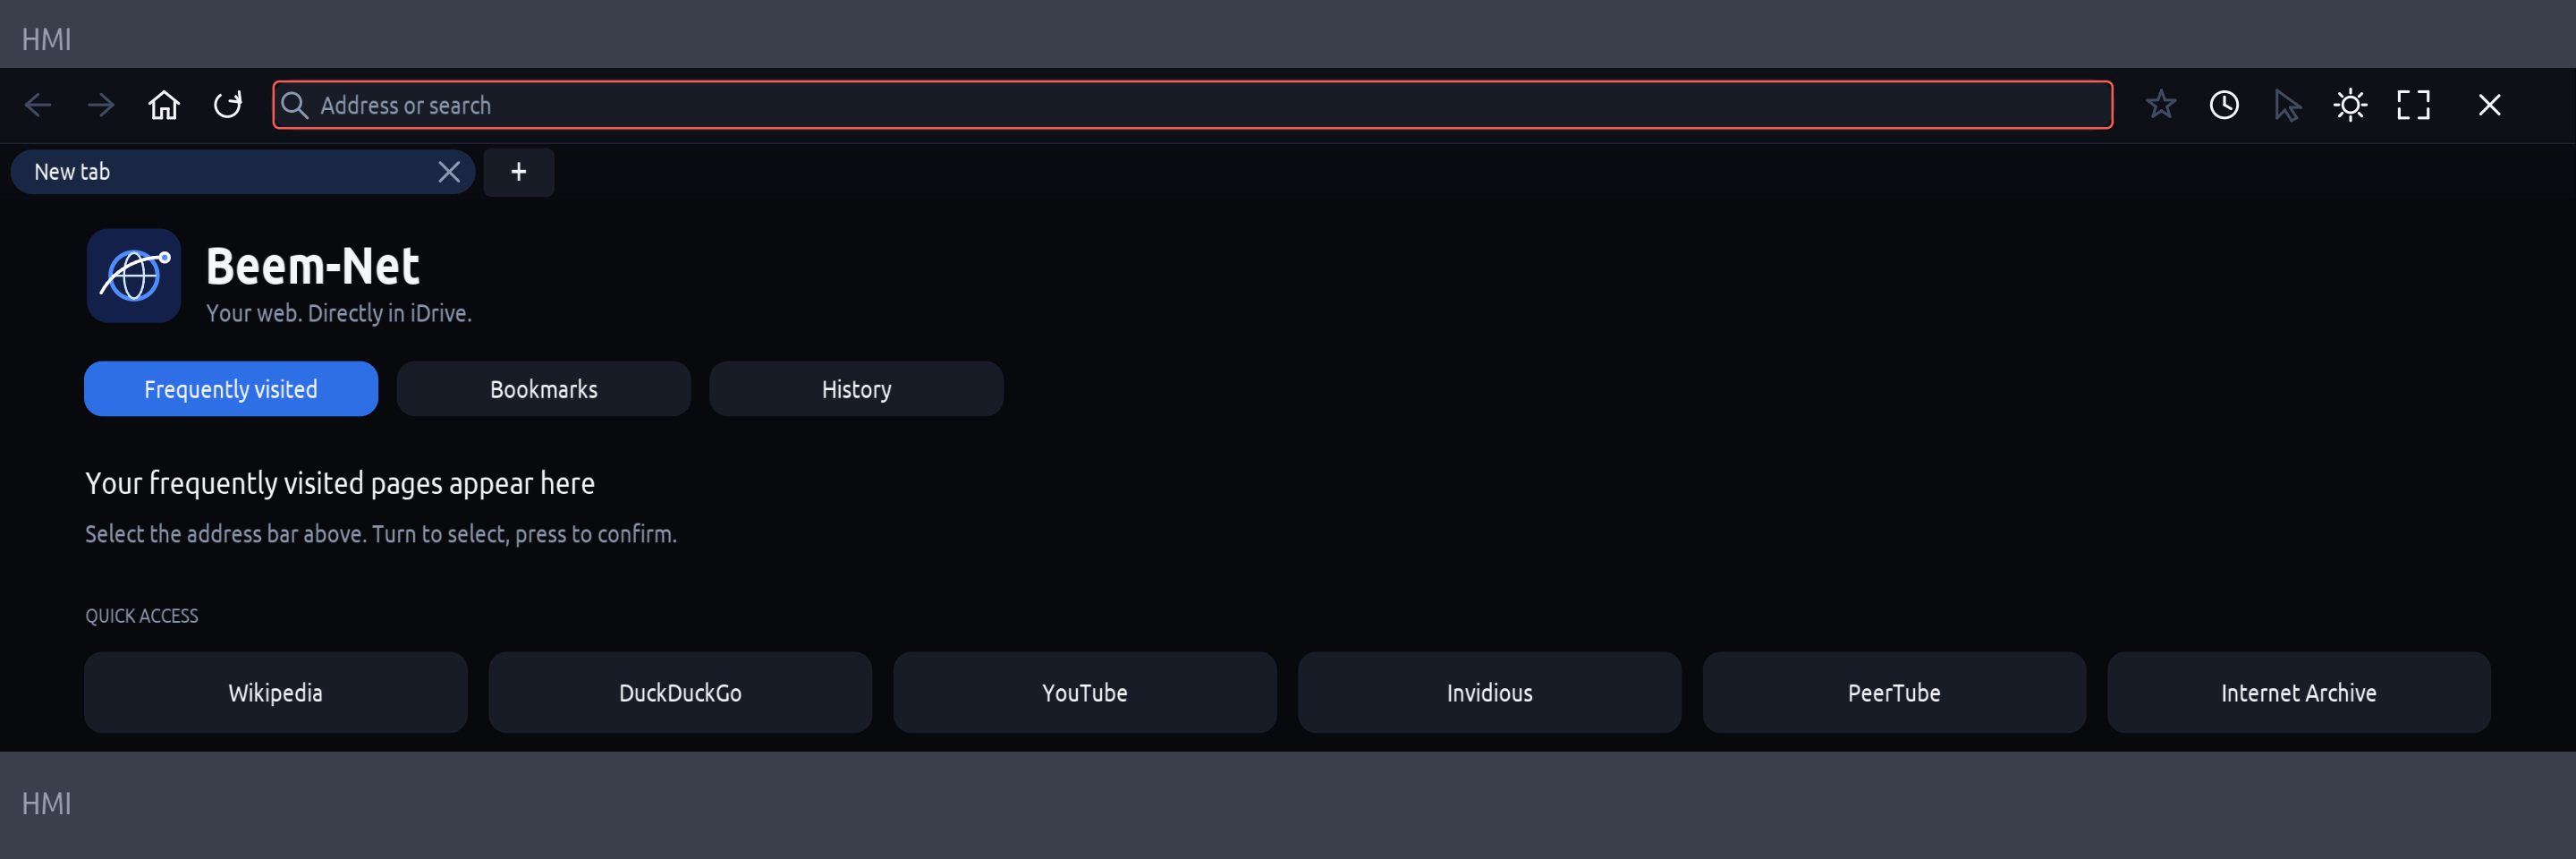 HMI
Address or search
New tab
+
Beem-Net
Your web. Directly in iDrive.
Frequently visited
Bookmarks
History
Your frequently visited pages appear here
Select the address bar above. Turn to select, press to confirm.
QUICK ACCESS
Wikipedia
DuckDuckGo
YouTube
Invidious
PeerTube
Internet Archive
HMI